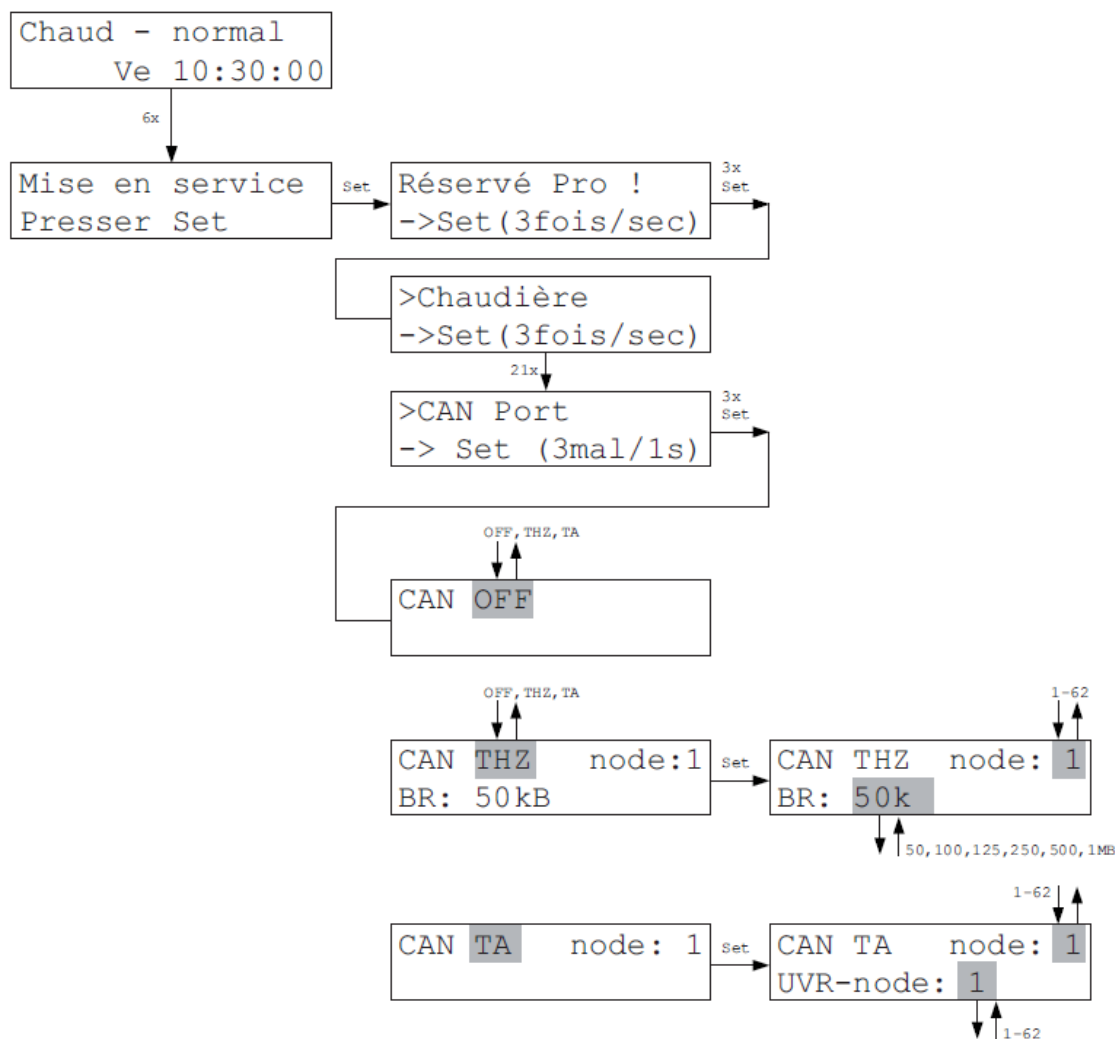 Chaud - normal
Ve 10:30:00
6x
Mise en service
Presser Set
Set
Réservé Pro !
->Set(3fois/sec)
3x
Set
>Chaudière
->Set(3fois/sec)
21x
>CAN Port
-> Set (3mal/1s)
3x
Set
OFF,THZ,TA
CAN OFF
OFF,THZ,TA
CAN THZ node:1
BR: 50kB
Set
1-62
CAN THZ node: 1
BR: 50k
50,100,125,250,500,1MB
CAN TA node: 1
Set
1-62
CAN TA node: 1
UVR-node: 1
1-62